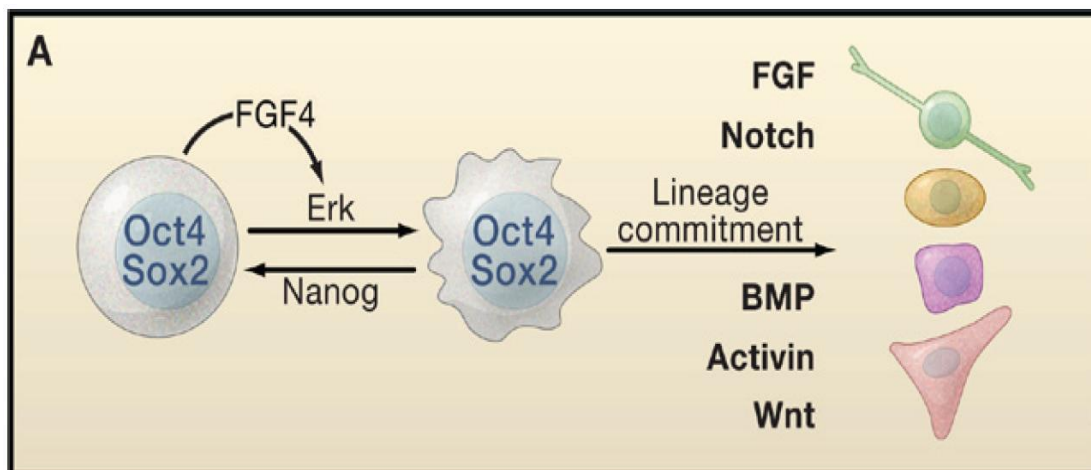 A
FGF4
Erk
Oct4
Sox2
Nanog
Oct4
Sox2
Lineage
commitment
FGF
Notch
BMP
Activin
Wnt